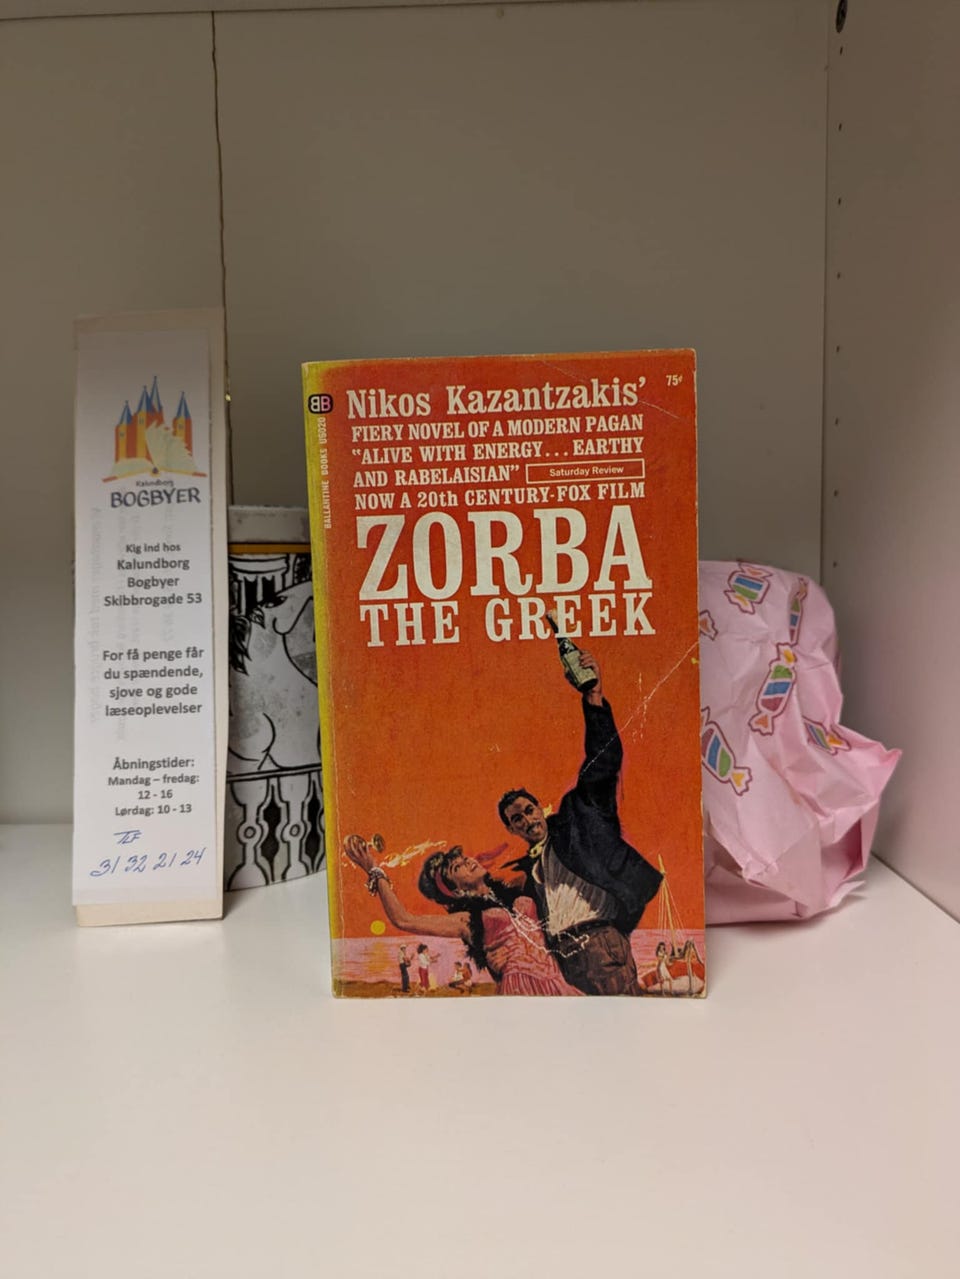 Kalundborg
BOGBYER
Kig ind hos
Kalundborg
Bogbyer
Skibbrogade 53
For få penge får
du spændende,
sjove og gode
læseoplevelser
Åbningstider:
Mandag – fredag:
12 - 16
Lørdag: 10 - 13
TLF
31 32 21 24
BB
BALLANTINE BOOKS U5020
Nikos Kazantzakis’
75¢
FIERY NOVEL OF A MODERN PAGAN
“ALIVE WITH ENERGY...EARTHY
AND RABELAISIAN” Saturday Review
NOW A 20th CENTURY-FOX FILM
ZORBA
THE GREEK